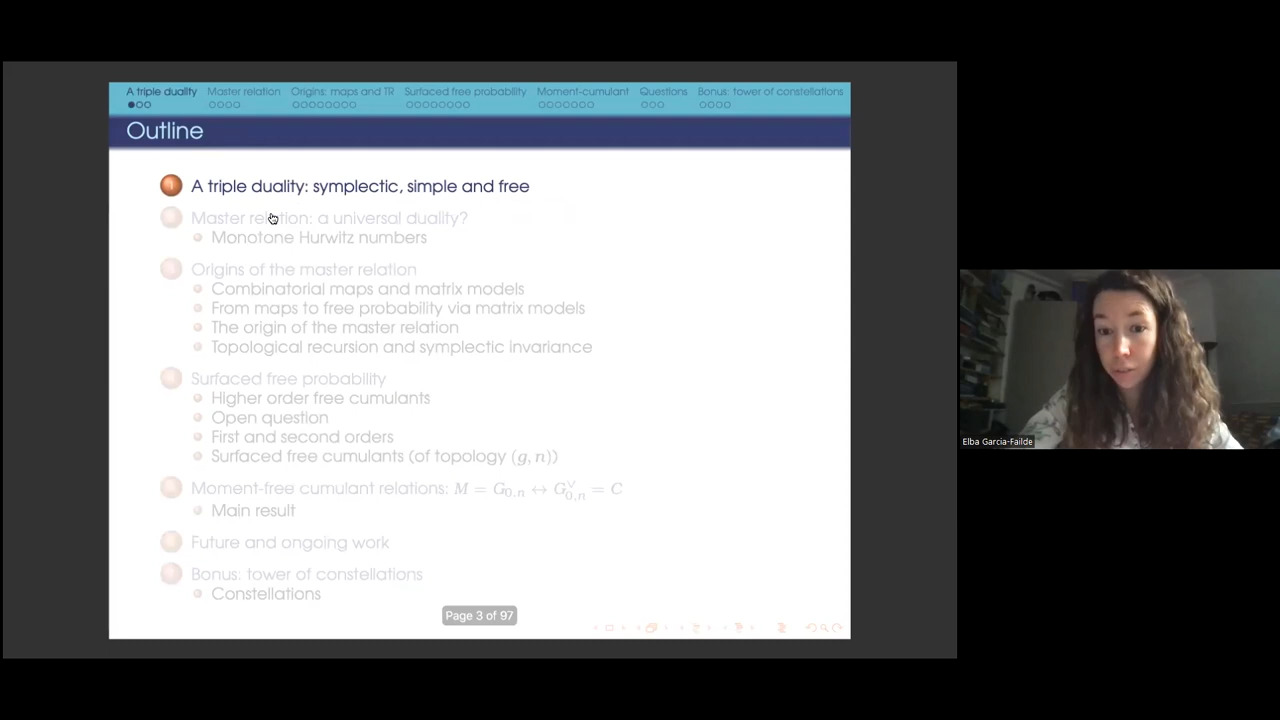 A triple duality Master relation Origins: maps and TR Surfaced free probability Moment-cumulant Questions Bonus: tower of constellations
Outline
1 A triple duality: symplectic, simple and free
Master relation: a universal duality?
Monotone Hurwitz numbers
Origins of the master relation
Combinatorial maps and matrix models
From maps to free probability via matrix models
The origin of the master relation
Topological recursion and symplectic invariance
Surfaced free probability
Higher order free cumulants
Open question
First and second orders
Surfaced free cumulants (of topology (g, n))
Moment-free cumulant relations: M = G_{0,n} ↔ G^∨_{0,n} = C
Main result
Future and ongoing work
Bonus: tower of constellations
Constellations
Page 3 of 97
Elba Garcia-Failde